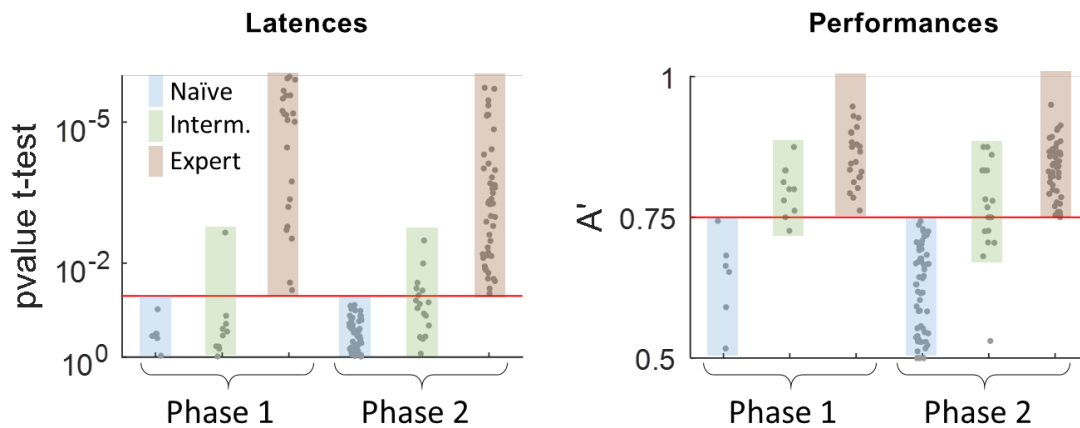 Latences
pvalue t-test
10^-5
10^-2
10^0
Naïve
Interm.
Expert
Phase 1
Phase 2
Performances
A'
1
0.75
0.5
Phase 1
Phase 2